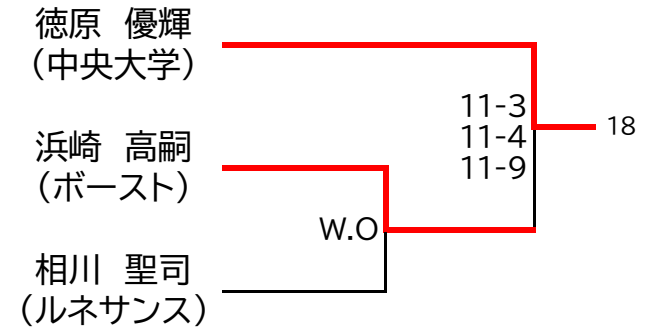 徳原 優輝
(中央大学)
11-3
11-4
11-9
18
浜崎 高嗣
(ボースト)
W.O
相川 聖司
(ルネサンス)